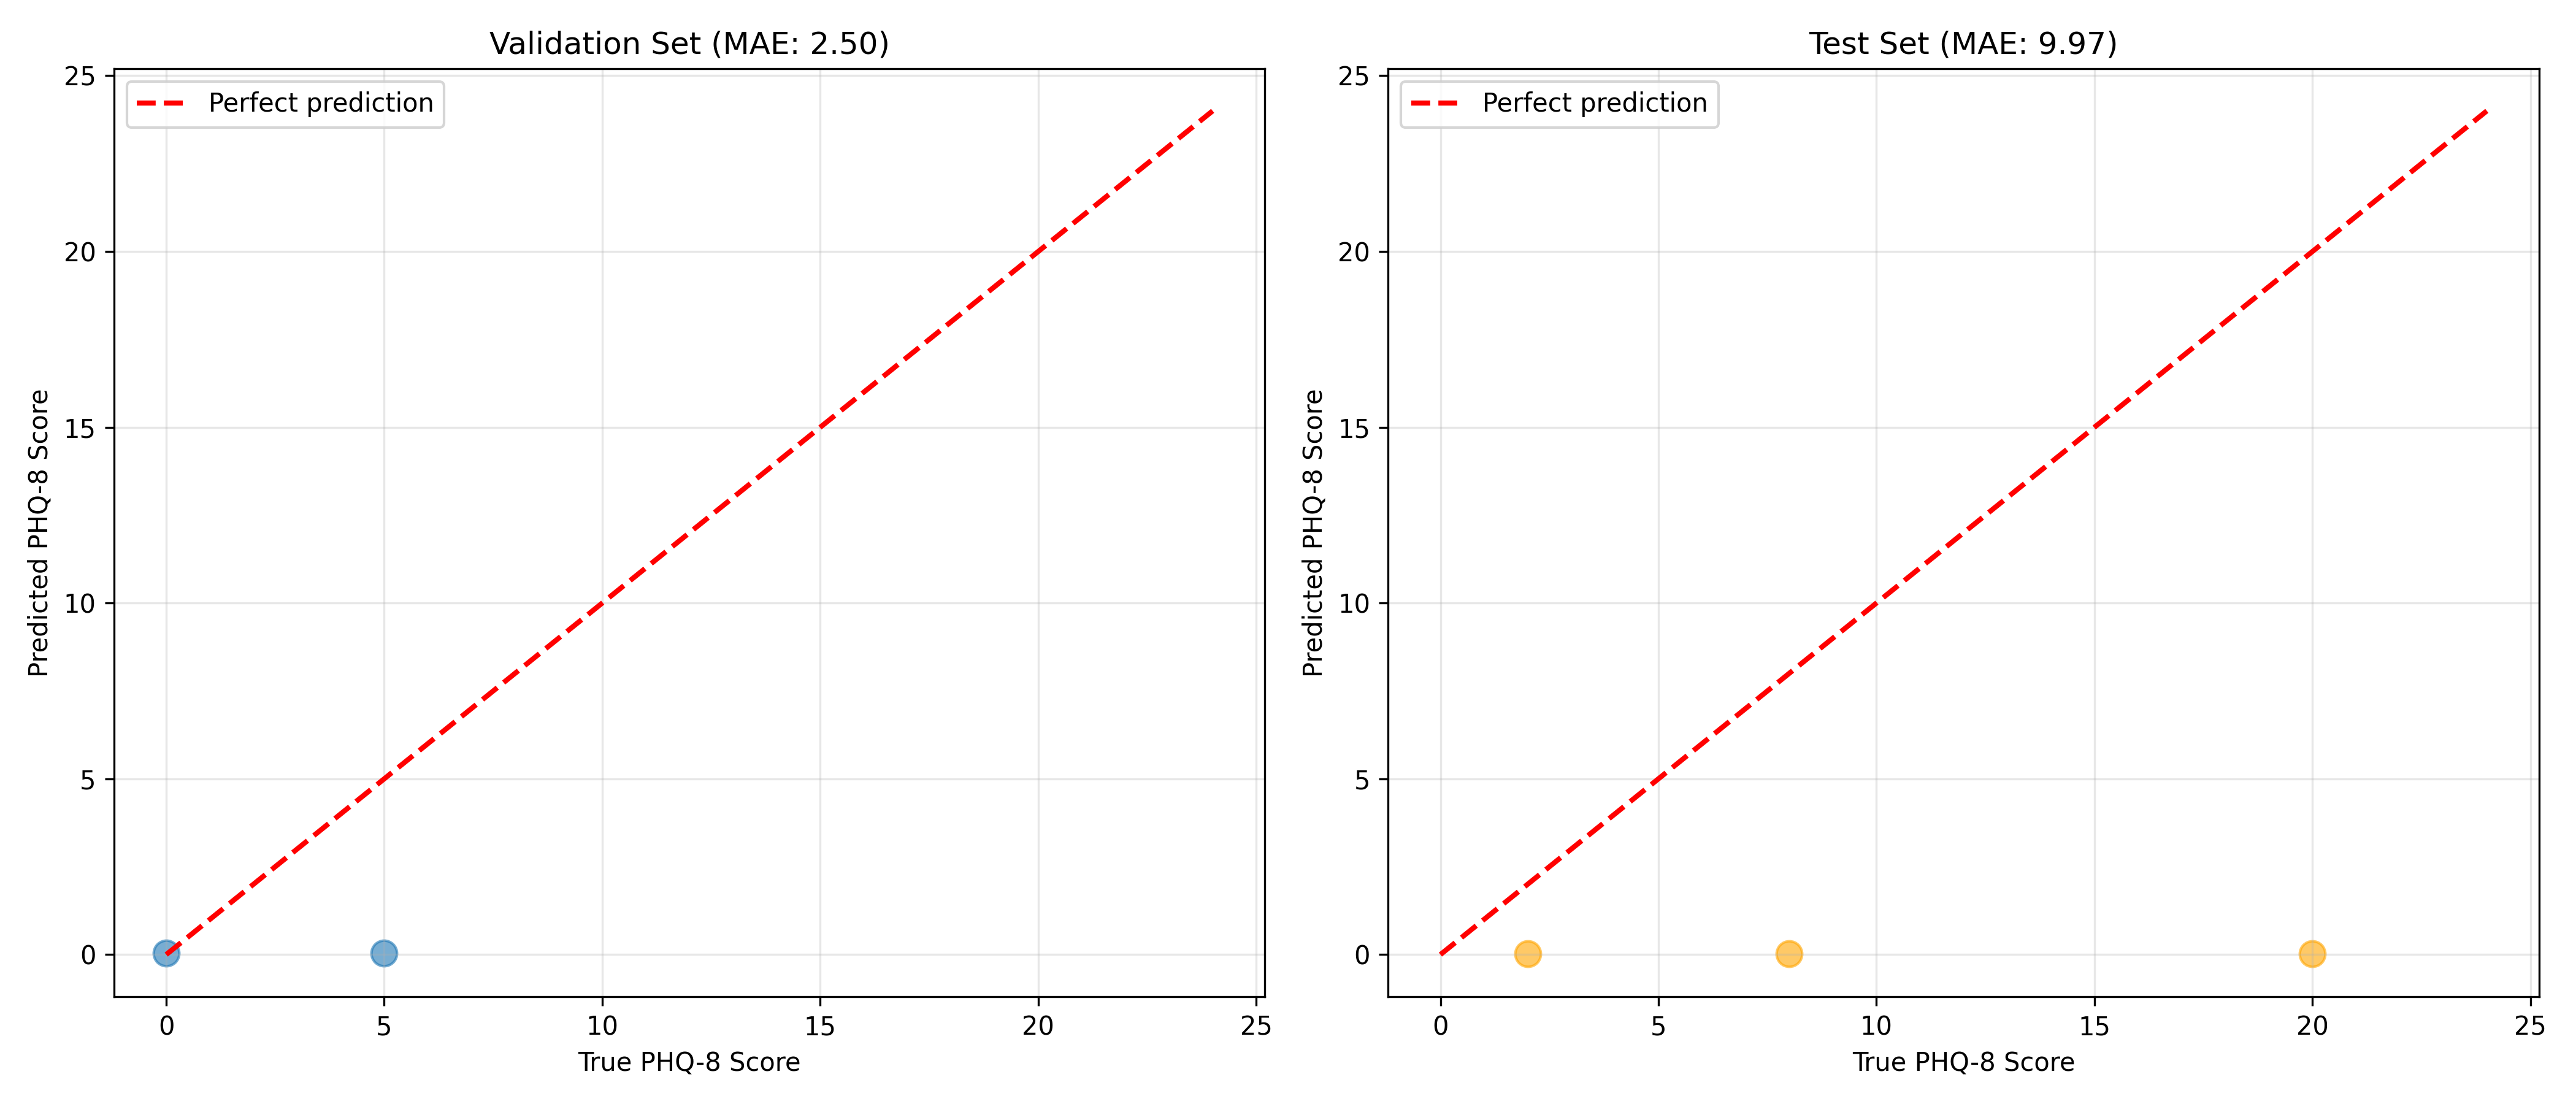 Validation Set (MAE: 2.50)
Perfect prediction
25
20
15
10
5
0
Predicted PHQ-8 Score
0 5 10 15 20 25
True PHQ-8 Score
Test Set (MAE: 9.97)
Perfect prediction
25
20
15
10
5
0
Predicted PHQ-8 Score
0 5 10 15 20 25
True PHQ-8 Score